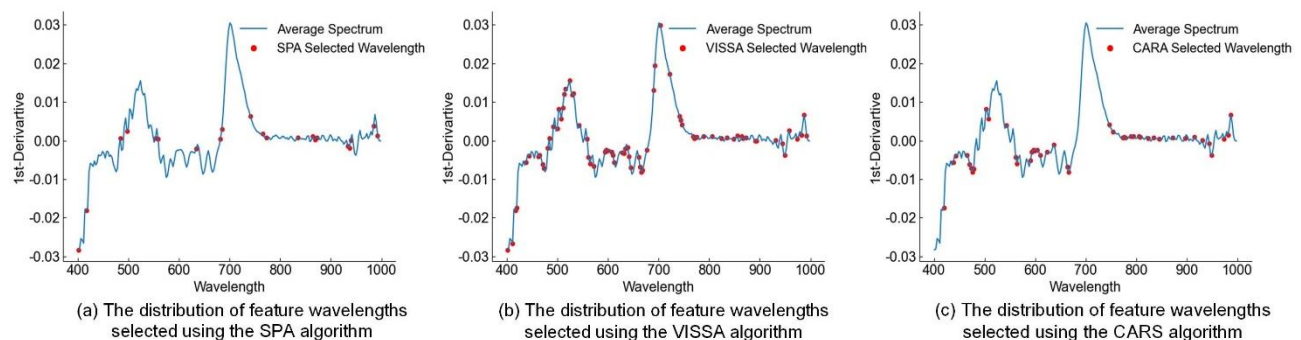 0.03
0.02
0.01
0.00
-0.01
-0.02
-0.03
1st-Derivartive
Average Spectrum
SPA Selected Wavelength
400 500 600 700 800 900 1000
Wavelength
(a) The distribution of feature wavelengths
selected using the SPA algorithm
0.03
0.02
0.01
0.00
-0.01
-0.02
-0.03
1st-Derivartive
Average Spectrum
VISSA Selected Wavelength
400 500 600 700 800 900 1000
Wavelength
(b) The distribution of feature wavelengths
selected using the VISSA algorithm
0.03
0.02
0.01
0.00
-0.01
-0.02
-0.03
1st-Derivartive
Average Spectrum
CARA Selected Wavelength
400 500 600 700 800 900 1000
Wavelength
(c) The distribution of feature wavelengths
selected using the CARS algorithm